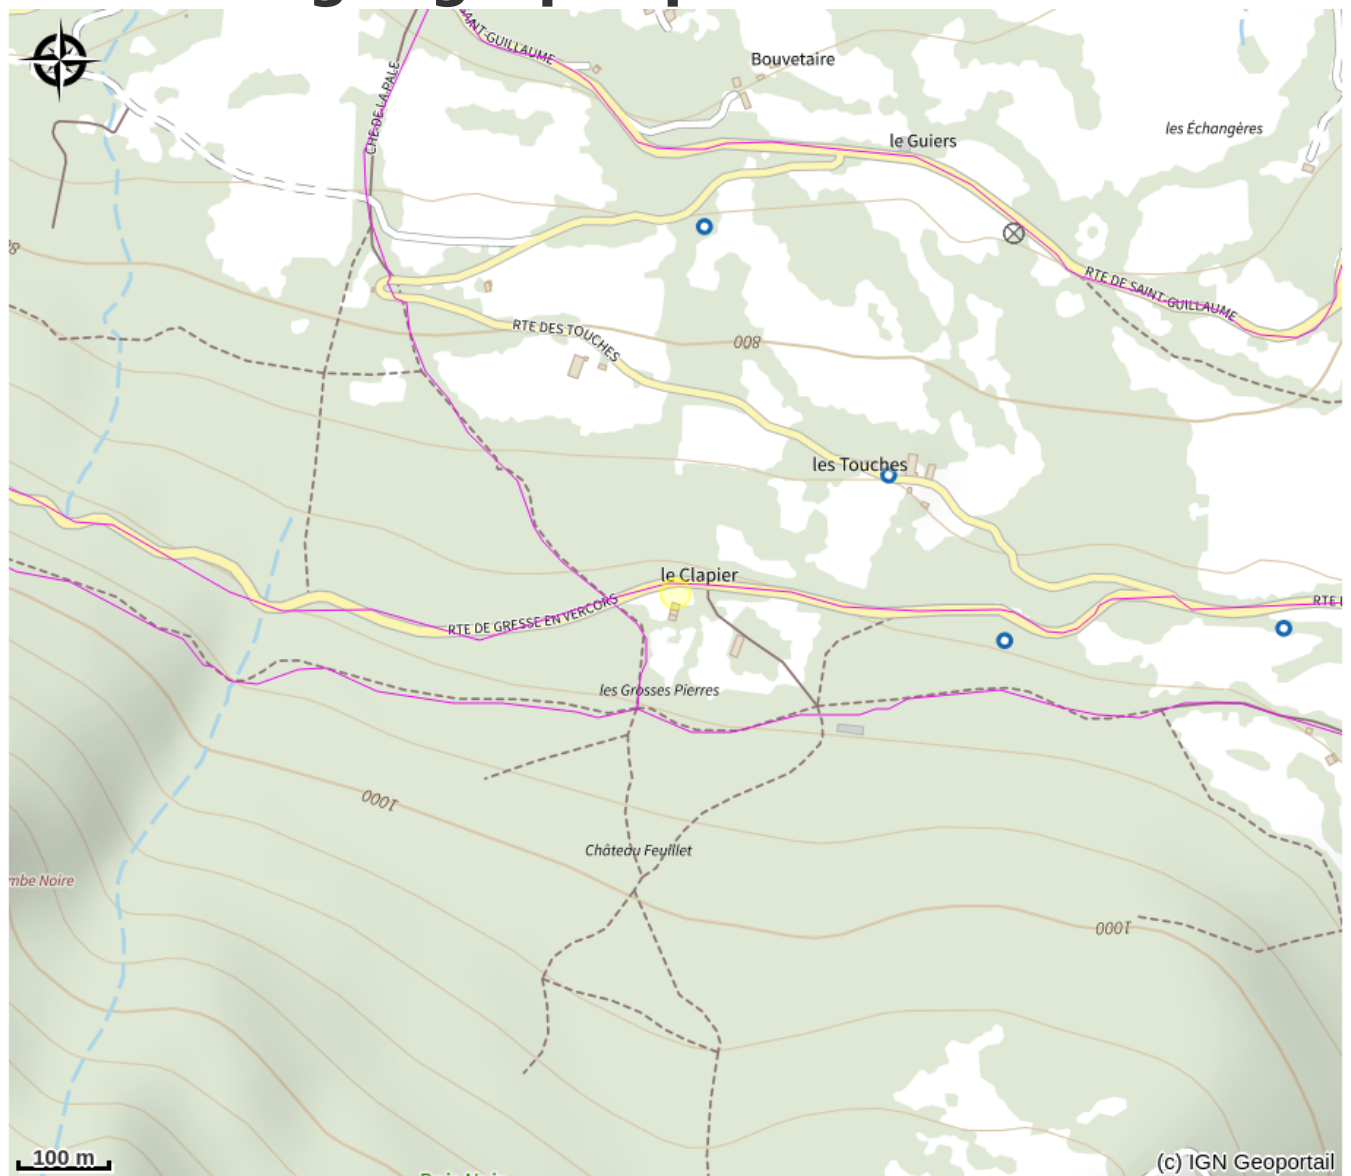 SAINT-GUILLAUME
Bouvetaire
CHE DE LA PALE
les Échangères
le Guiers
RTE DE SAINT-GUILLAUME
RTE DES TOUCHES
800
les Touches
le Clapier
RTE DE GRESSE EN VERCORS
les Grosses Pierres
1000
Château Feuillet
mbe Noire
1000
100 m
(c) IGN Geoportail